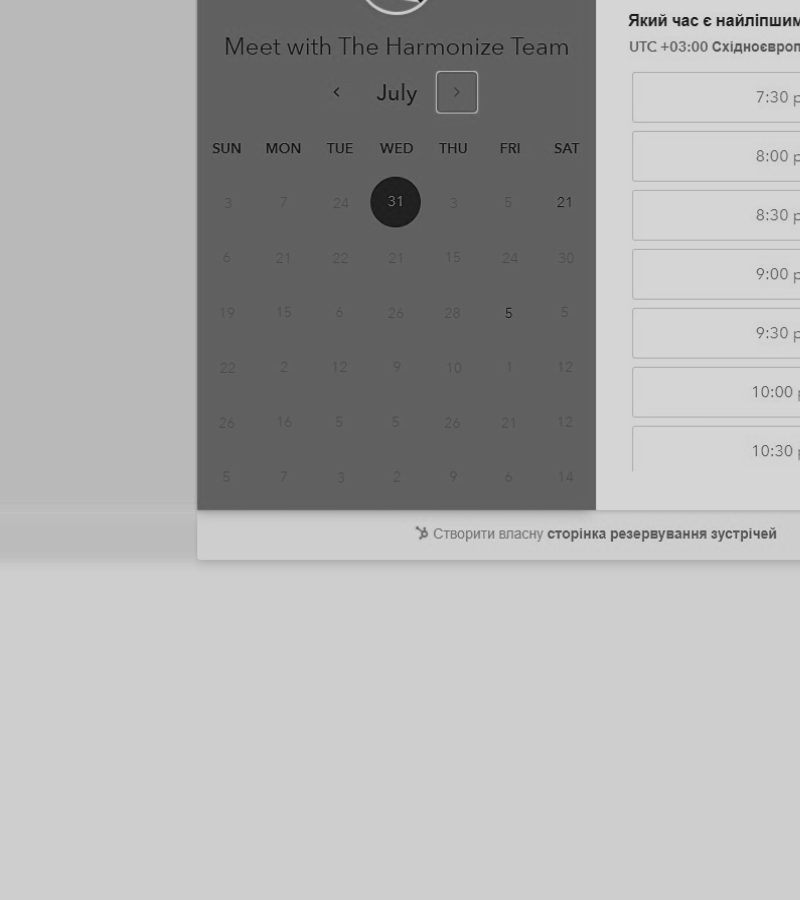 Meet with The Harmonize Team
July
SUN MON TUE WED THU FRI SAT
3 7 24 31 3 5 21
6 21 22 21 15 24 30
19 15 6 26 28 5 5
22 2 12 9 10 1 12
26 16 5 5 26 21 12
5 7 3 2 9 6 14
Створити власну сторінка резервування зустрічей
Який час є найліпшим
UTC +03:00
7:30
8:00
8:30
9:00
9:30
10:00
10:30